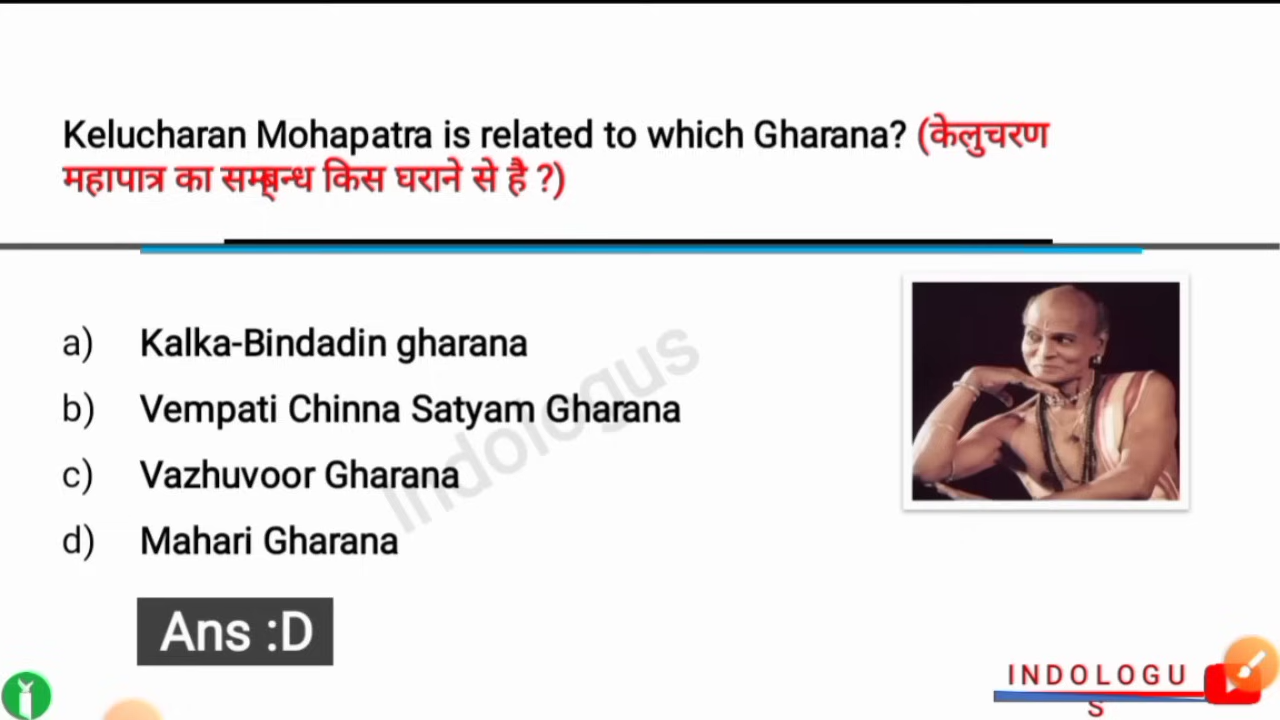 Kelucharan Mohapatra is related to which Gharana? (केलुचरण
महापात्र का सम्बन्ध किस घराने से है ?)
a) Kalka-Bindadin gharana
b) Vempati Chinna Satyam Gharana
c) Vazhuvoor Gharana
d) Mahari Gharana
Indologus
Ans :D
INDOLOGU
S